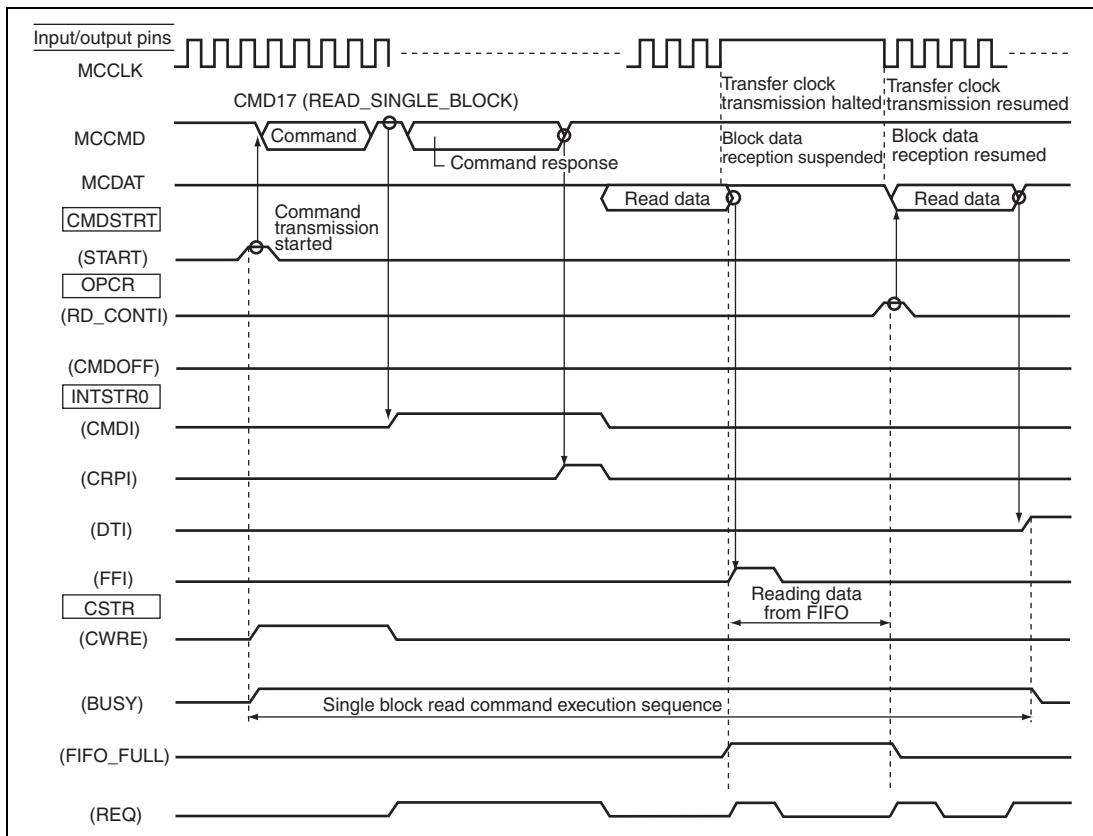 Input/output pins
MCCLK
Transfer clock
transmission halted
Transfer clock
transmission resumed
CMD17 (READ_SINGLE_BLOCK)
MCCMD
Command
Command response
Block data
reception suspended
Block data
reception resumed
MCDAT
Read data
Read data
CMDSTRT
Command
transmission
started
(START)
OPCR
(RD_CONTI)
(CMDOFF)
INTSTR0
(CMDI)
(CRPI)
(DTI)
(FFI)
Reading data
from FIFO
CSTR
(CWRE)
(BUSY)
Single block read command execution sequence
(FIFO_FULL)
(REQ)